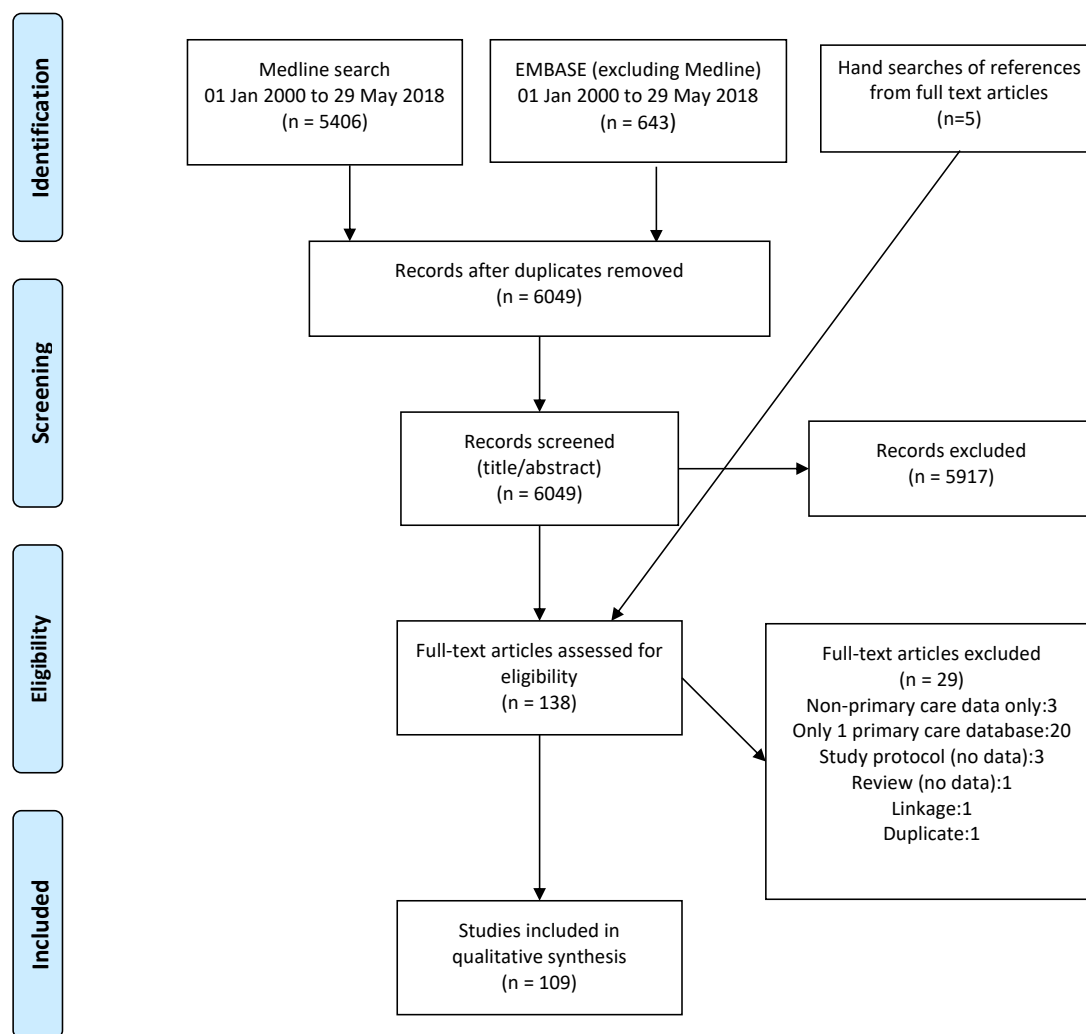 Identification
Medline search
01 Jan 2000 to 29 May 2018
(n = 5406)
EMBASE (excluding Medline)
01 Jan 2000 to 29 May 2018
(n = 643)
Hand searches of references
from full text articles
(n=5)
Records after duplicates removed
(n = 6049)
Screening
Records screened
(title/abstract)
(n = 6049)
Records excluded
(n = 5917)
Eligibility
Full-text articles assessed for
eligibility
(n = 138)
Full-text articles excluded
(n = 29)
Non-primary care data only:3
Only 1 primary care database:20
Study protocol (no data):3
Review (no data):1
Linkage:1
Duplicate:1
Included
Studies included in
qualitative synthesis
(n = 109)